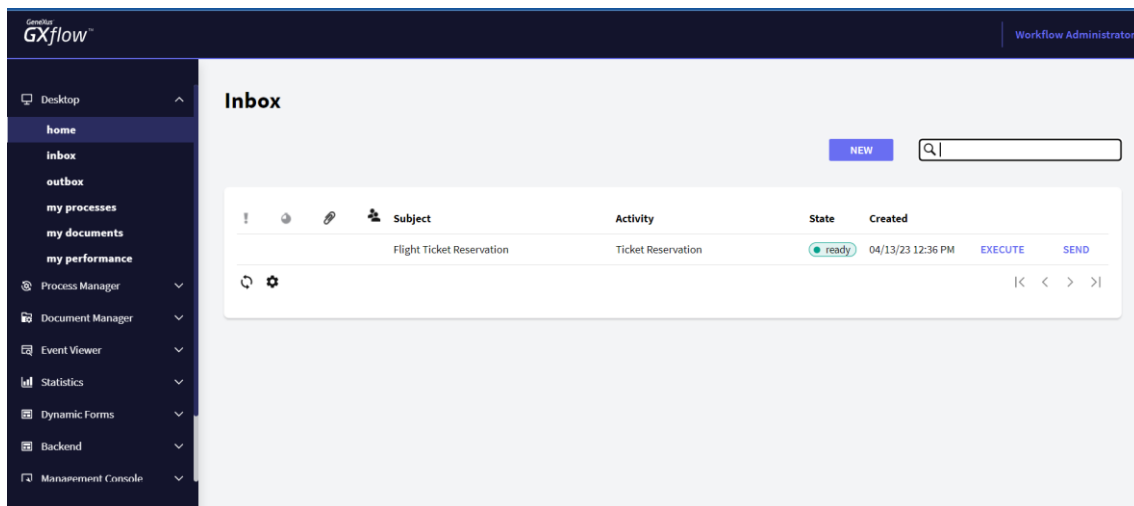 GeneXus
GXflow™
Workflow Administrator
Desktop
home
inbox
outbox
my processes
my documents
my performance
Process Manager
Document Manager
Event Viewer
Statistics
Dynamic Forms
Backend
Management Console
Inbox
NEW
Subject Activity State Created
Flight Ticket Reservation Ticket Reservation ready 04/13/23 12:36 PM EXECUTE SEND